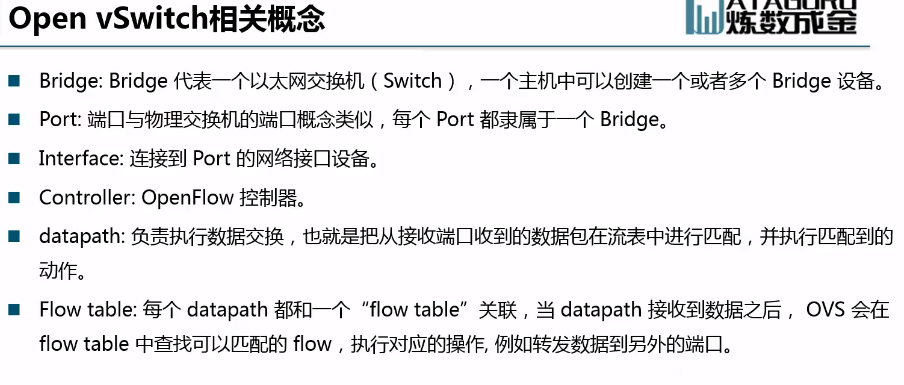 Open vSwitch相关概念
ATAGURU
炼数成金
Bridge: Bridge 代表一个以太网交换机（Switch），一个主机中可以创建一个或者多个 Bridge 设备。
Port: 端口与物理交换机的端口概念类似，每个 Port 都隶属于一个 Bridge。
Interface: 连接到 Port 的网络接口设备。
Controller: OpenFlow 控制器。
datapath: 负责执行数据交换，也就是把从接收端口收到的数据包在流表中进行匹配，并执行匹配到的
动作。
Flow table: 每个 datapath 都和一个“flow table”关联，当 datapath 接收到数据之后， OVS 会在
flow table 中查找可以匹配的 flow，执行对应的操作, 例如转发数据到另外的端口。